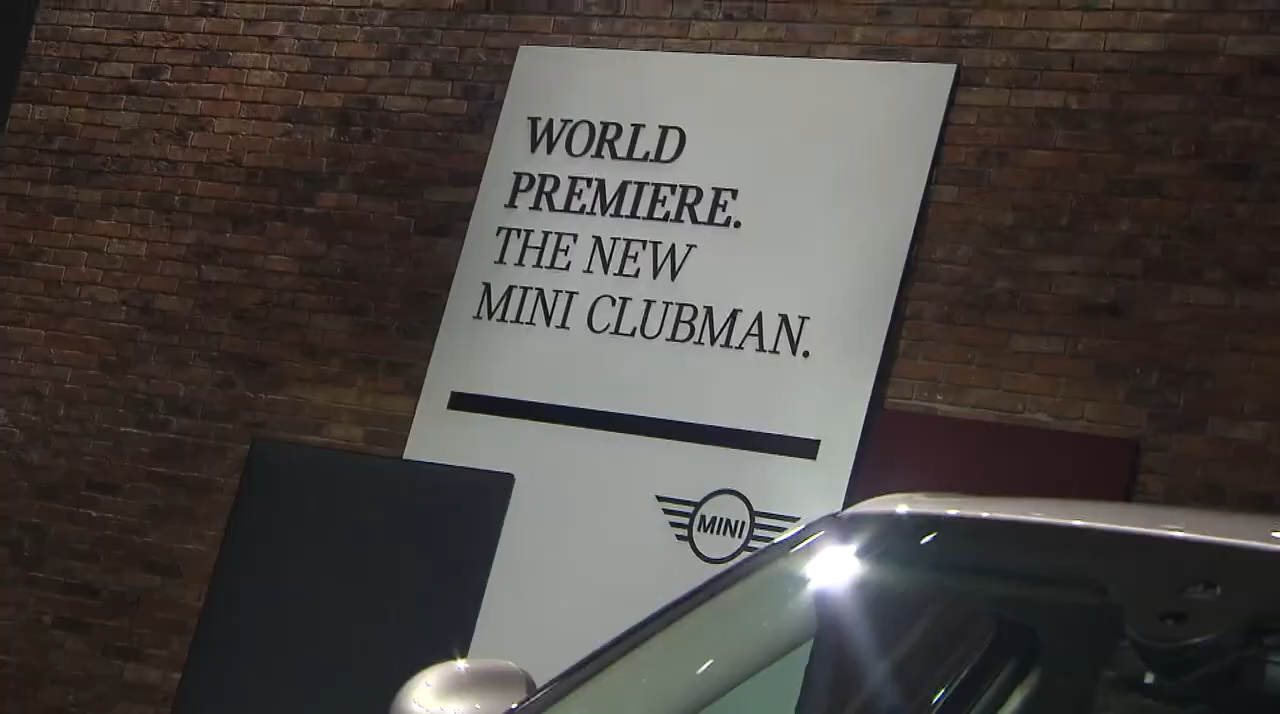 WORLD
PREMIERE.
THE NEW
MINI CLUBMAN.
MINI